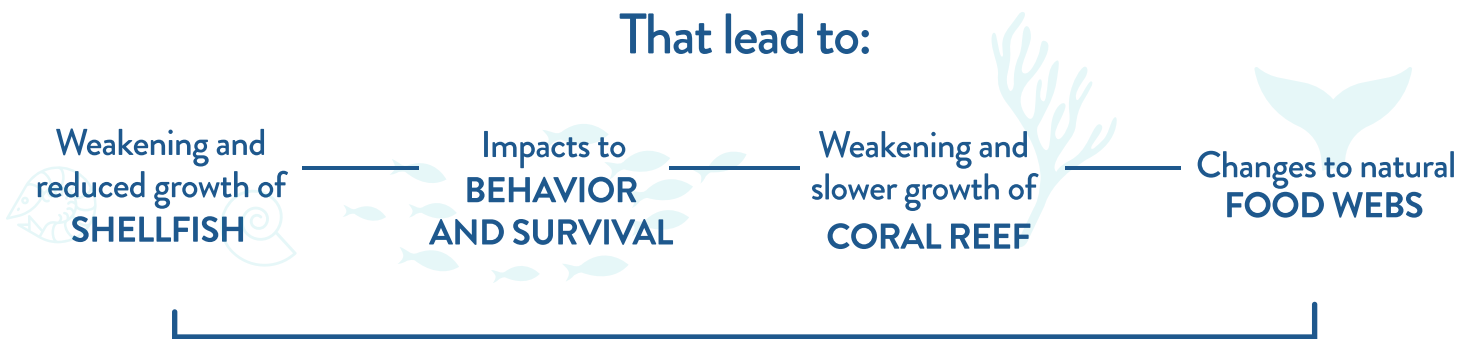 That lead to:
Weakening and
reduced growth of
SHELLFISH
Impacts to
BEHAVIOR
AND SURVIVAL
Weakening and
slower growth of
CORAL REEF
Changes to natural
FOOD WEBS